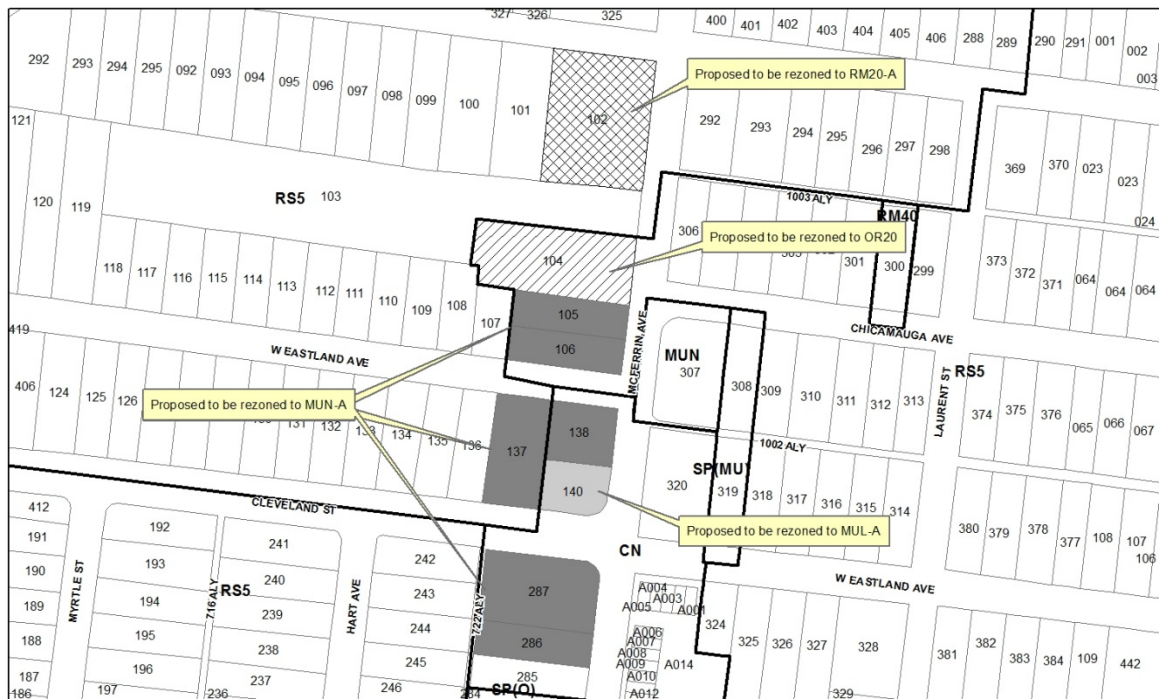 327 326 325 400 401 402 403 404 405 406 288 289 290 291 001 002 003
292 293 294 295 092 093 094 095 096 097 098 099 100 101 102
Proposed to be rezoned to RM20-A
292 293 294 295 296 297 298 369 370 023 023 024
121 120 119 RS5 103
1003 ALY RM40
306 301 300 299 373 372 371 064 064 064
Proposed to be rezoned to OR20
104
118 117 116 115 114 113 112 111 110 109 108 107
105
106
MCFERRIN AVE
MUN
307 308 309 310 311 312 313
CHICAMAUGA AVE
LAURENT ST
RS5
374 375 376 065 066 067
419 W EASTLAND AVE
406 124 125 126 131 132 133 134 135 136 137 138
Proposed to be rezoned to MUN-A
1002 ALY
SP(MU)
320 319 318 317 316 315 314 380 379 378 377 108 107 106
140
Proposed to be rezoned to MUL-A
CLEVELAND ST
CN
W EASTLAND AVE
412 191 190 189 188 187 186
MYRTLE ST
192 193 194 195 196 197
716 ALY
RS5
241 240 239 238 237 236
HART AVE
242 243 244 245 246
722 ALY
287
286
285
284
SP(O)
A004 A003 A001 A005
A006
A007
A008
A009
A010
A012
A014
324 325 326 327 328 329 381 382 383 384 109 442